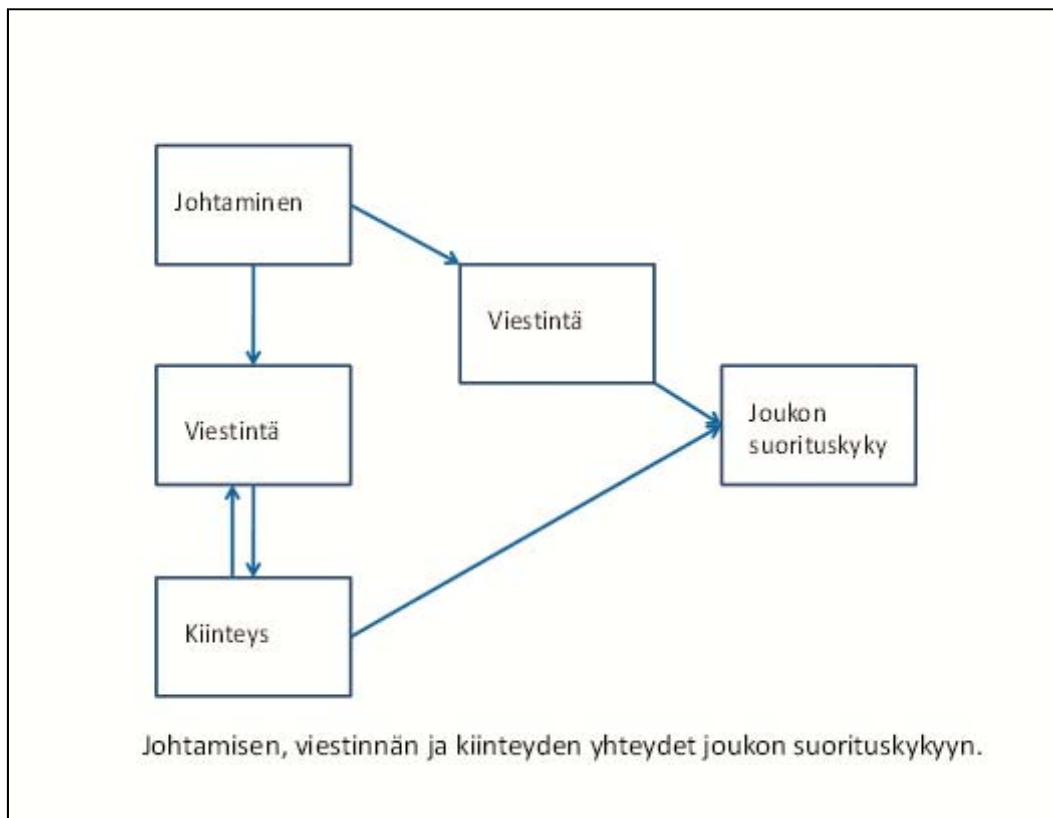 Johtaminen
Viestintä
Viestintä
Joukon
suorituskyky
Kiinteys
Johtamisen, viestinnän ja kiinteyden yhteydet joukon suorituskykyyn.